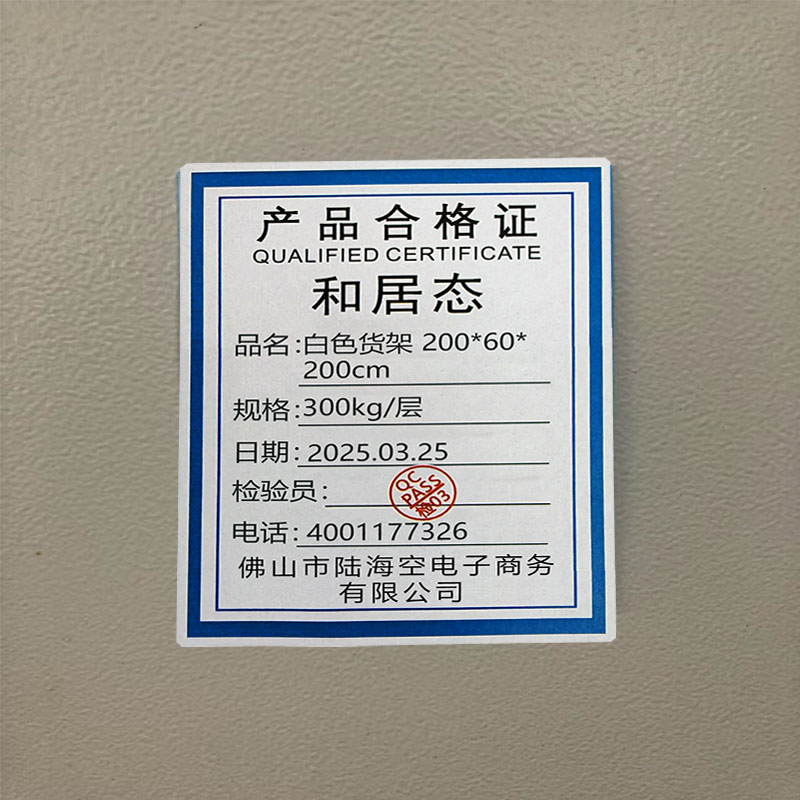 产品合格证
QUALIFIED CERTIFICATE
和居态
品名:白色货架 200*60*
200cm
规格:300kg/层
日期:2025.03.25
检验员:
QC
PASS
检03
电话:4001177326
佛山市陆海空电子商务
有限公司